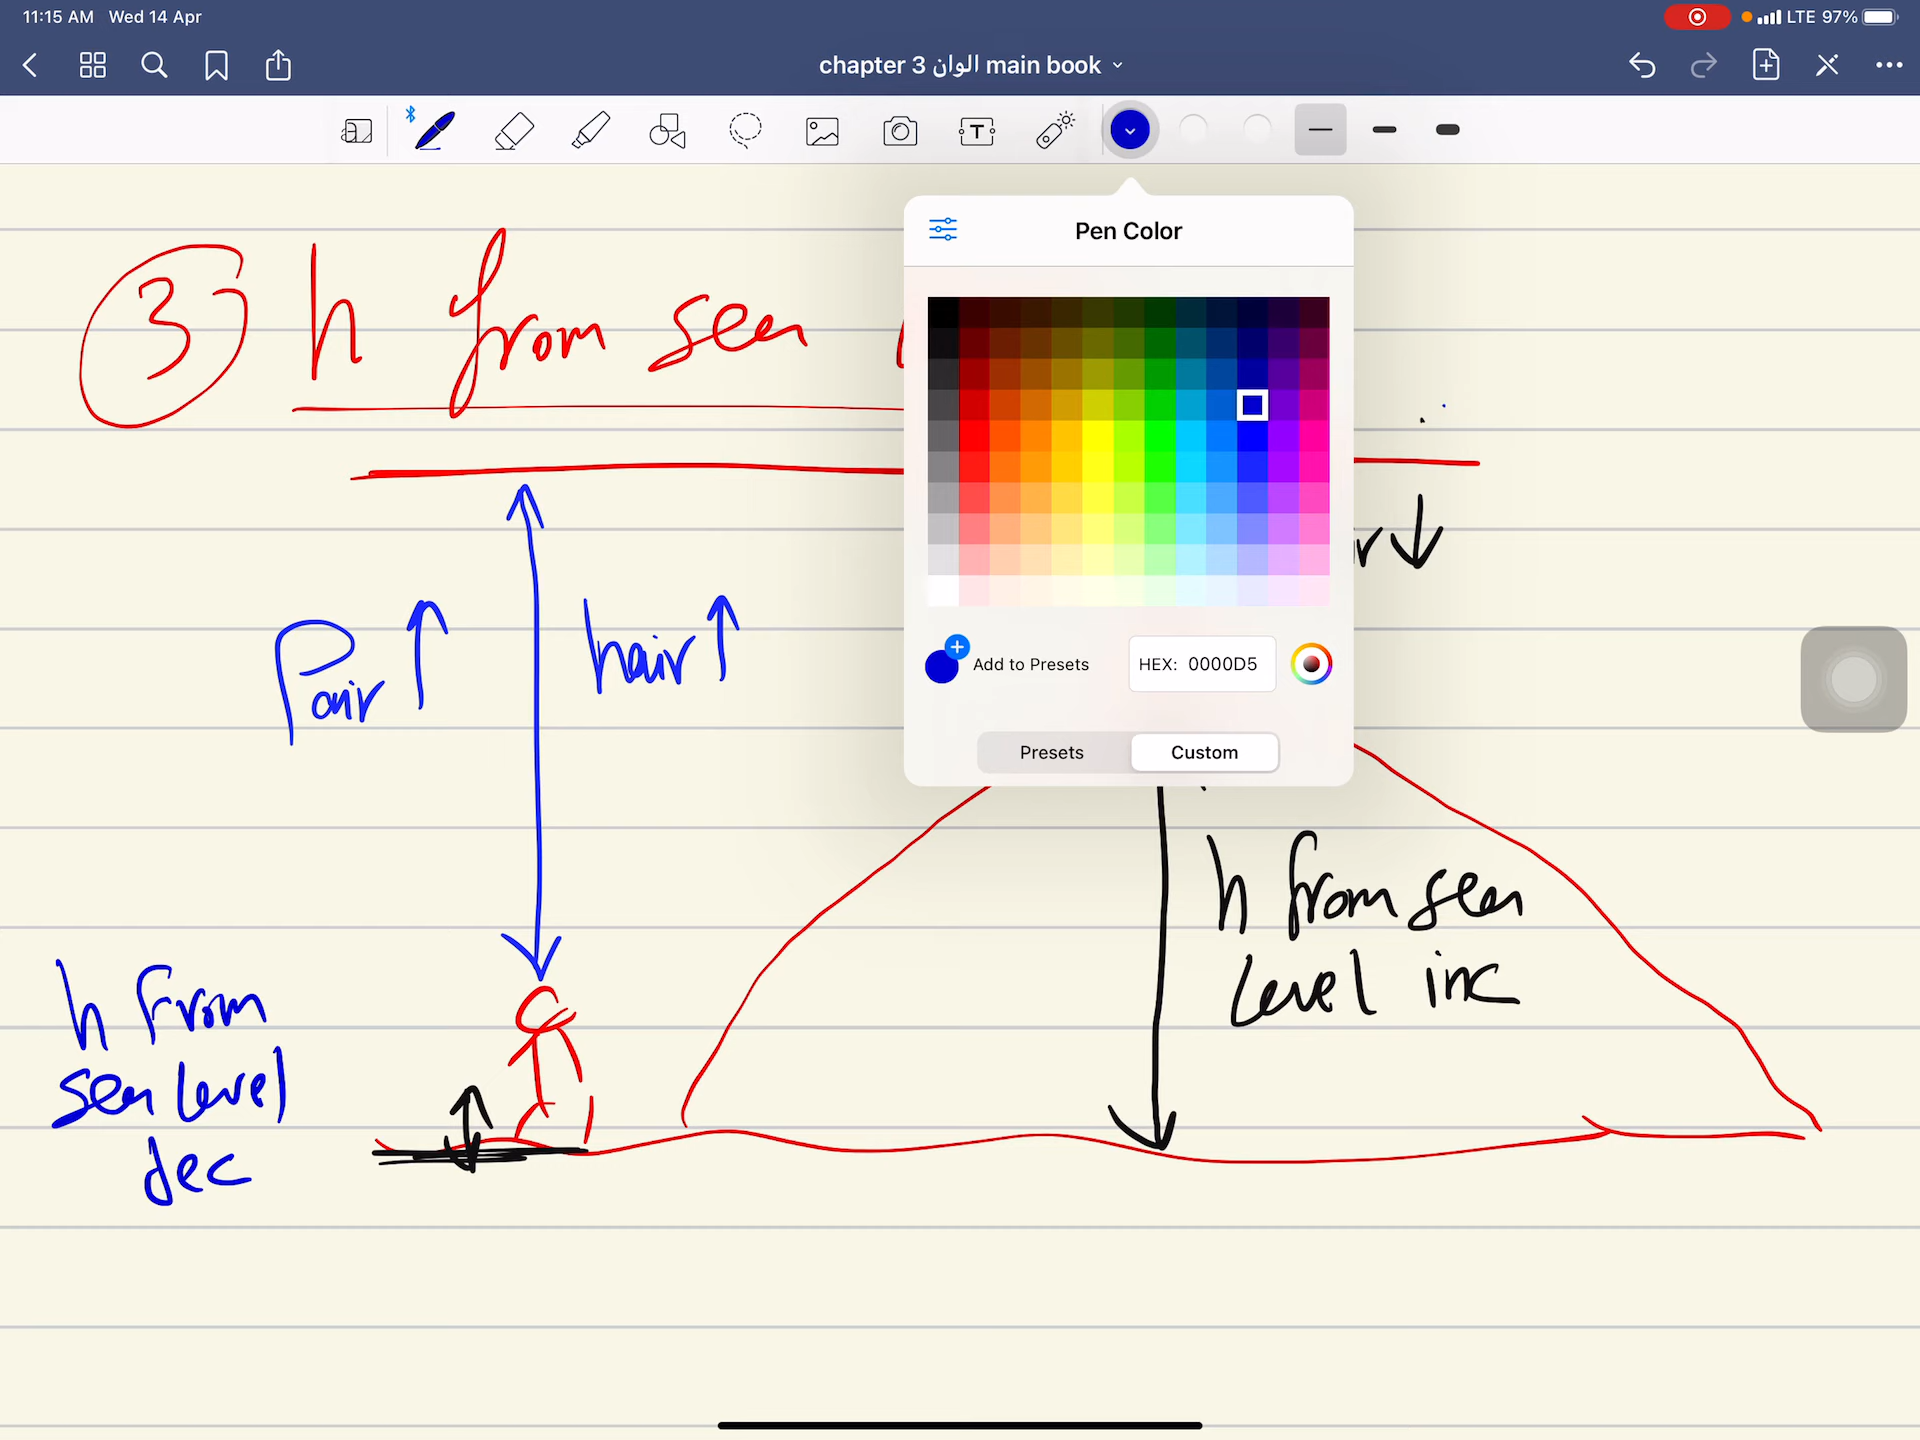 11:15 AM Wed 14 Apr
LTE 97%
chapter 3 الوان main book
T
Pen Color
3 h from sea
r↓
Pair ↑ hair ↑
Add to Presets
HEX: 0000D5
Presets
Custom
h from sea
level inc
h from
sea level
dec